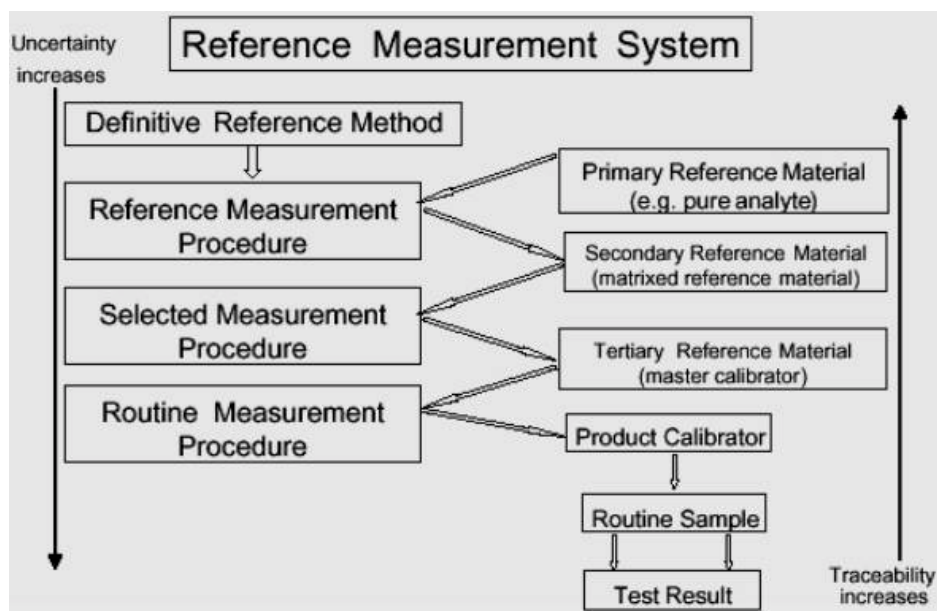 Reference Measurement System
Uncertainty
increases
Definitive Reference Method
Primary Reference Material
(e.g. pure analyte)
Reference Measurement
Procedure
Secondary Reference Material
(matrixed reference material)
Selected Measurement
Procedure
Tertiary Reference Material
(master calibrator)
Routine Measurement
Procedure
Product Calibrator
Routine Sample
Test Result
Traceability
increases